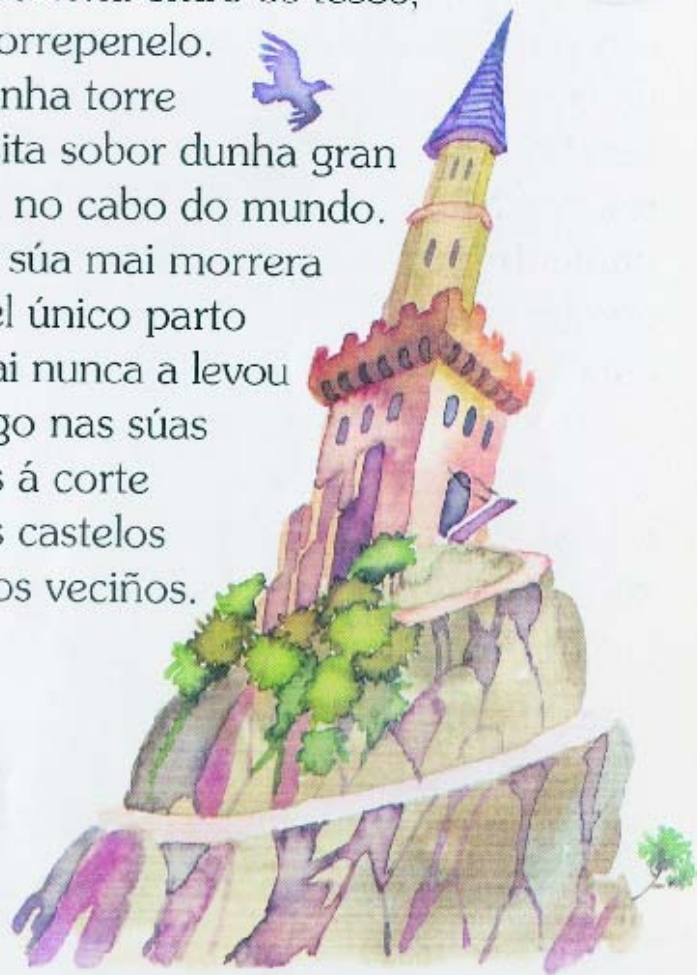 tesos,
orrepenelo.
nha torre
ita sobor dunha gran
no cabo do mundo.
súa mai morrera
el único parto
ai nunca a levou
go nas súas
s á corte
s castelos
os veciños.